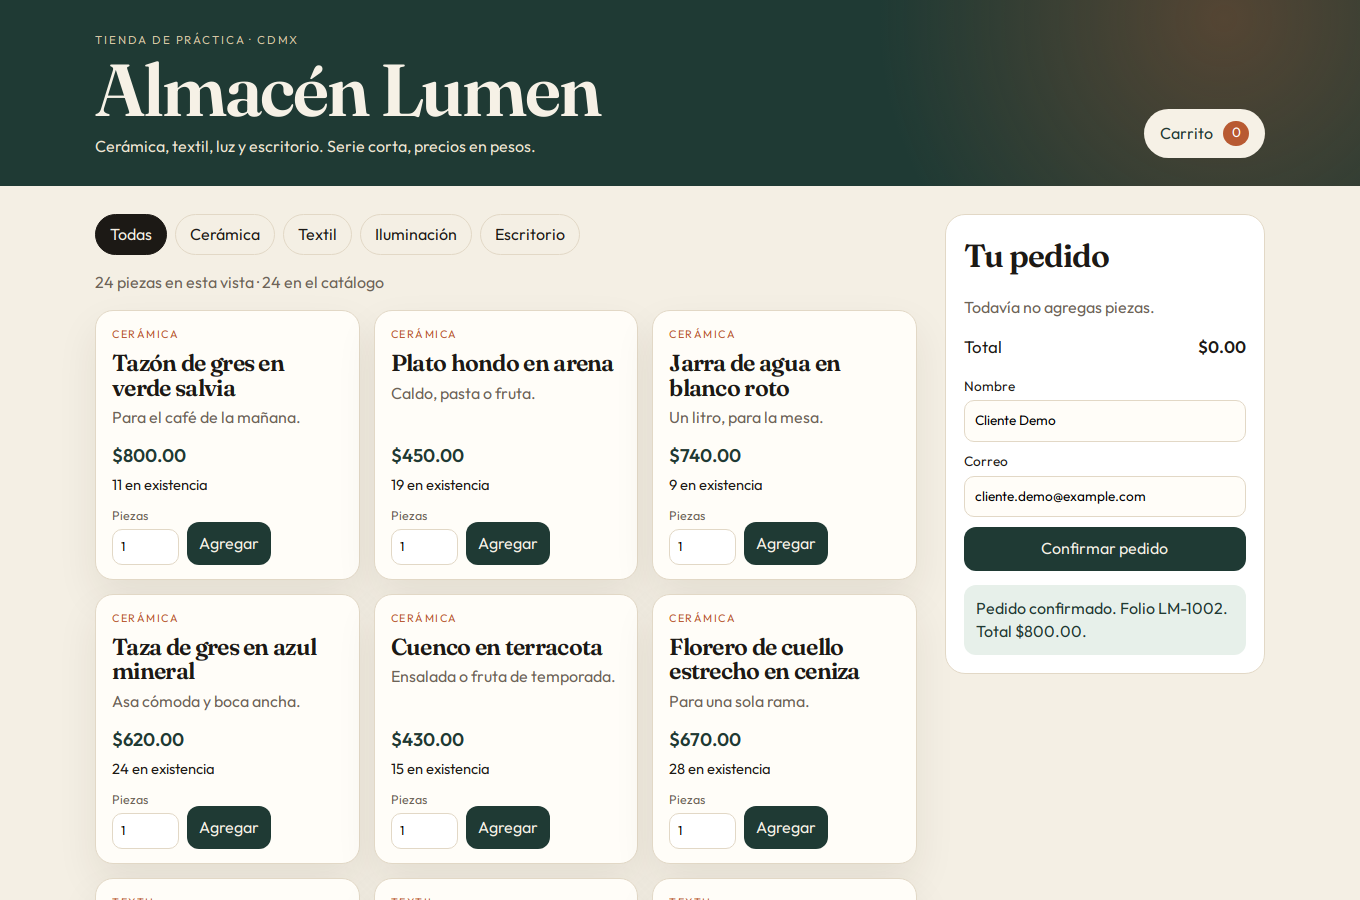 TIENDA DE PRÁCTICA · CDMX
Almacén Lumen
Cerámica, textil, luz y escritorio. Serie corta, precios en pesos.
Carrito 0
Todas Cerámica Textil Iluminación Escritorio
24 piezas en esta vista · 24 en el catálogo
CERÁMICA
Tazón de gres en
verde salvia
Para el café de la mañana.
$800.00
11 en existencia
Piezas
1 Agregar
CERÁMICA
Plato hondo en arena
Caldo, pasta o fruta.
$450.00
19 en existencia
Piezas
1 Agregar
CERÁMICA
Jarra de agua en
blanco roto
Un litro, para la mesa.
$740.00
9 en existencia
Piezas
1 Agregar
CERÁMICA
Taza de gres en azul
mineral
Asa cómoda y boca ancha.
$620.00
24 en existencia
Piezas
1 Agregar
CERÁMICA
Cuenco en terracota
Ensalada o fruta de temporada.
$430.00
15 en existencia
Piezas
1 Agregar
CERÁMICA
Florero de cuello
estrecho en ceniza
Para una sola rama.
$670.00
28 en existencia
Piezas
1 Agregar
Tu pedido
Todavía no agregas piezas.
Total $0.00
Nombre
Cliente Demo
Correo
cliente.demo@example.com
Confirmar pedido
Pedido confirmado. Folio LM-1002.
Total $800.00.